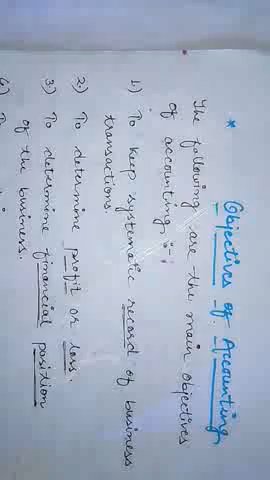 * Objectives of Accounting
The following are the main objectives
of accounting :-
1.) To keep systematic record of business
transactions.
2.) To determine profit or loss.
3.) To determine financial position
of the business.
4.)